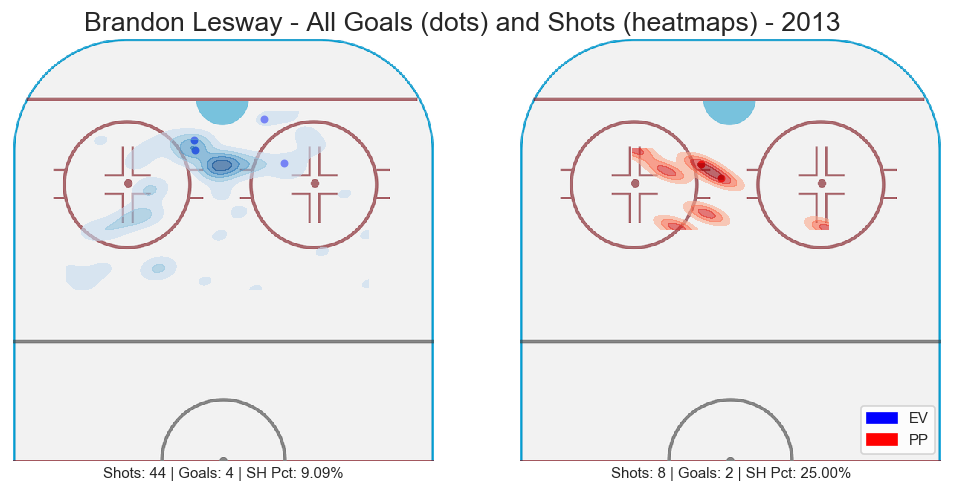 Brandon Lesway - All Goals (dots) and Shots (heatmaps) - 2013
EV
PP
Shots: 44 | Goals: 4 | SH Pct: 9.09%
Shots: 8 | Goals: 2 | SH Pct: 25.00%